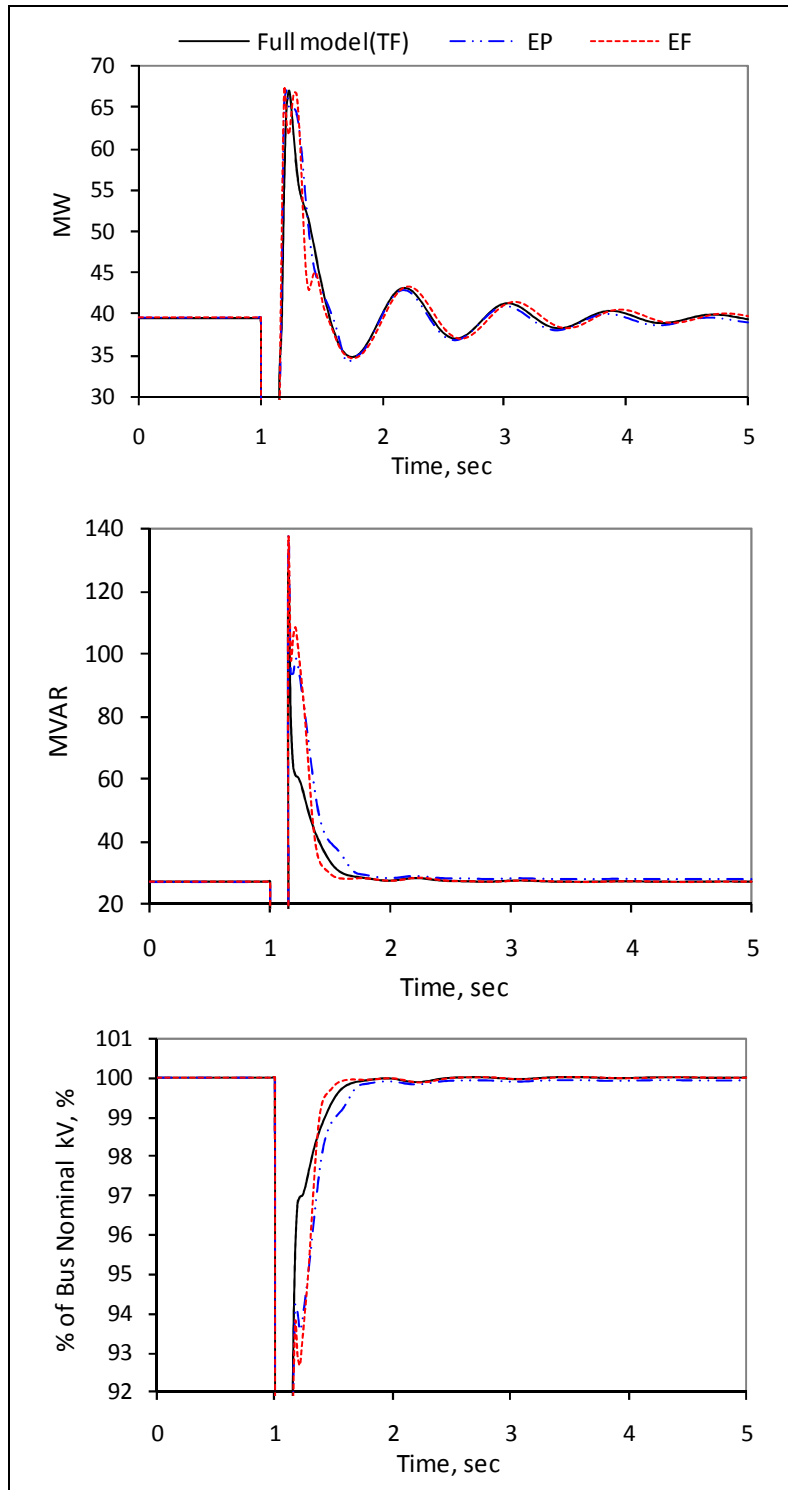 Full model(TF) EP EF
70
65
60
55
50
45
40
35
30
MW
0 1 2 3 4 5
Time, sec
140
120
100
80
60
40
20
MVAR
0 1 2 3 4 5
Time, sec
101
100
99
98
97
96
95
94
93
92
% of Bus Nominal kV, %
0 1 2 3 4 5
Time, sec